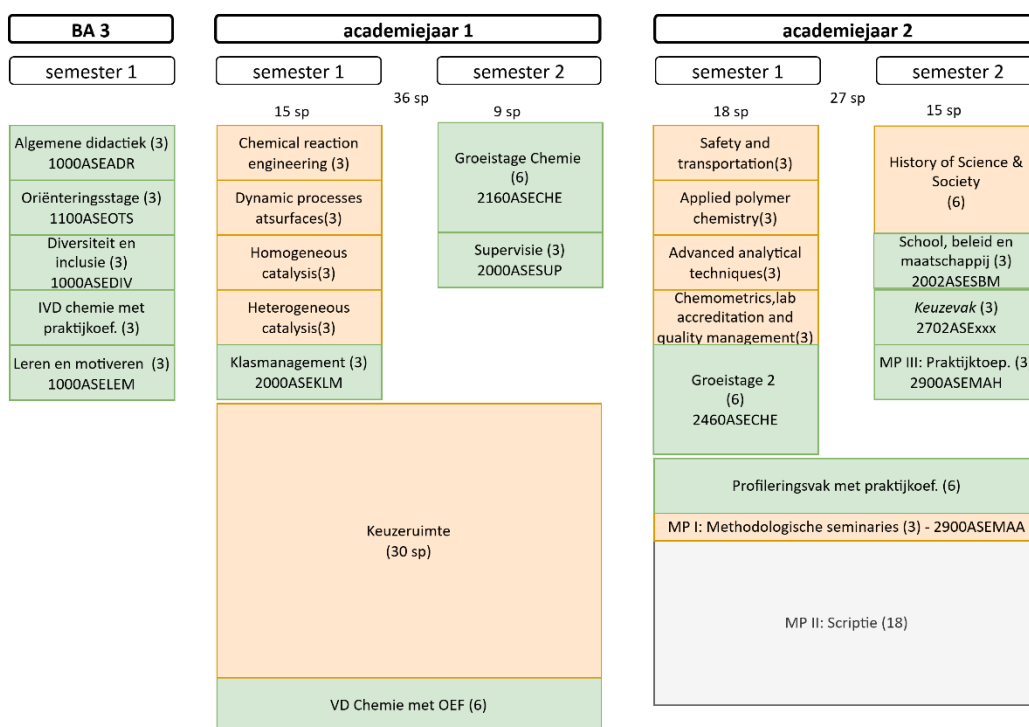 BA 3
academiejaar 1
academiejaar 2
semester 1
semester 1
semester 2
semester 1
semester 2
36 sp
27 sp
15 sp
9 sp
18 sp
15 sp
Algemene didactiek (3)
1000ASEADR
Oriënteringsstage (3)
1100ASEOTS
Diversiteit en
inclusie (3)
1000ASEDIV
IVD chemie met
praktijkoef. (3)
Leren en motiveren (3)
1000ASELEM
Chemical reaction
engineering (3)
Dynamic processes
atsurfaces(3)
Homogeneous
catalysis(3)
Heterogeneous
catalysis(3)
Klasmanagement (3)
2000ASEKLM
Groeistage Chemie
(6)
2160ASECHE
Supervisie (3)
2000ASESUP
Keuzeruimte
(30 sp)
VD Chemie met OEF (6)
Safety and
transportation(3)
Applied polymer
chemistry(3)
Advanced analytical
techniques(3)
Chemometrics,lab
accreditation and
quality management(3)
Groeistage 2
(6)
2460ASECHE
History of Science &
Society
(6)
School, beleid en
maatschappij (3)
2002ASESBM
Keuzevak (3)
2702ASExxx
MP III: Praktijktoep. (3
2900ASEMAH
Profileringsvak met praktijkoef. (6)
MP I: Methodologische seminaries (3) - 2900ASEMAA
MP II: Scriptie (18)